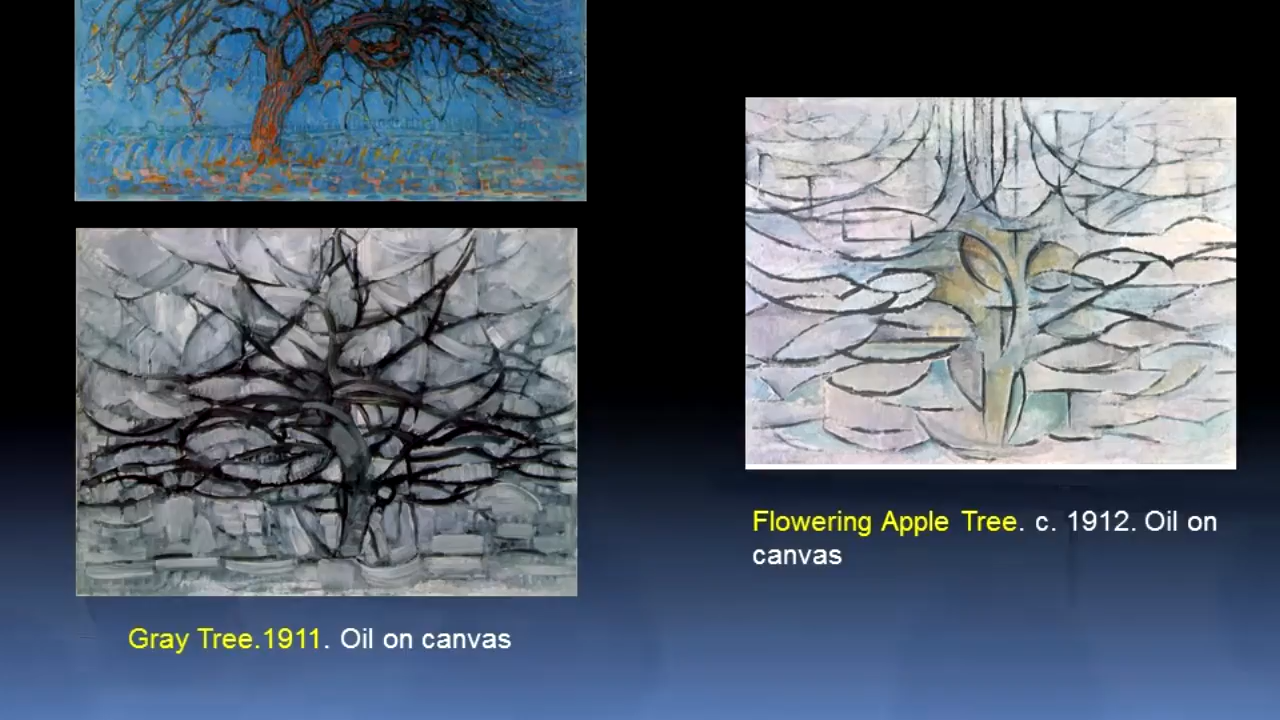 Flowering Apple Tree. c. 1912. Oil on
canvas
Gray Tree.1911. Oil on canvas